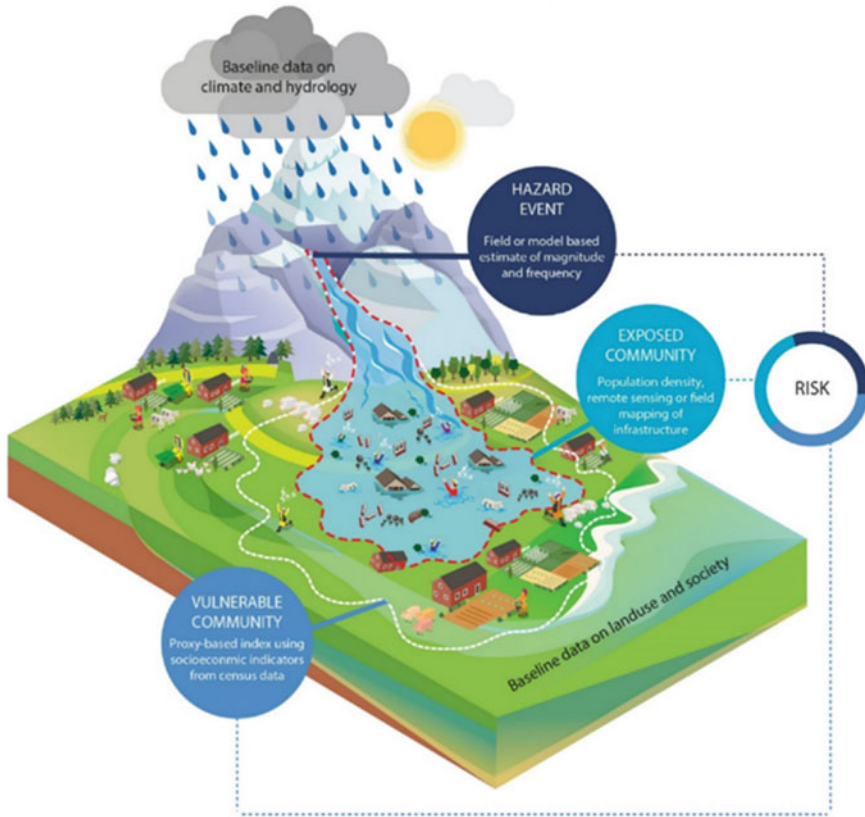 Baseline data on
climate and hydrology
HAZARD
EVENT
Field or model based
estimate of magnitude
and frequency
EXPOSED
COMMUNITY
Population density,
remote sensing or field
mapping of
infrastructure
RISK
VULNERABLE
COMMUNITY
Proxy-based index using
socioeconmic indicators
from census data
Baseline data on landuse and society